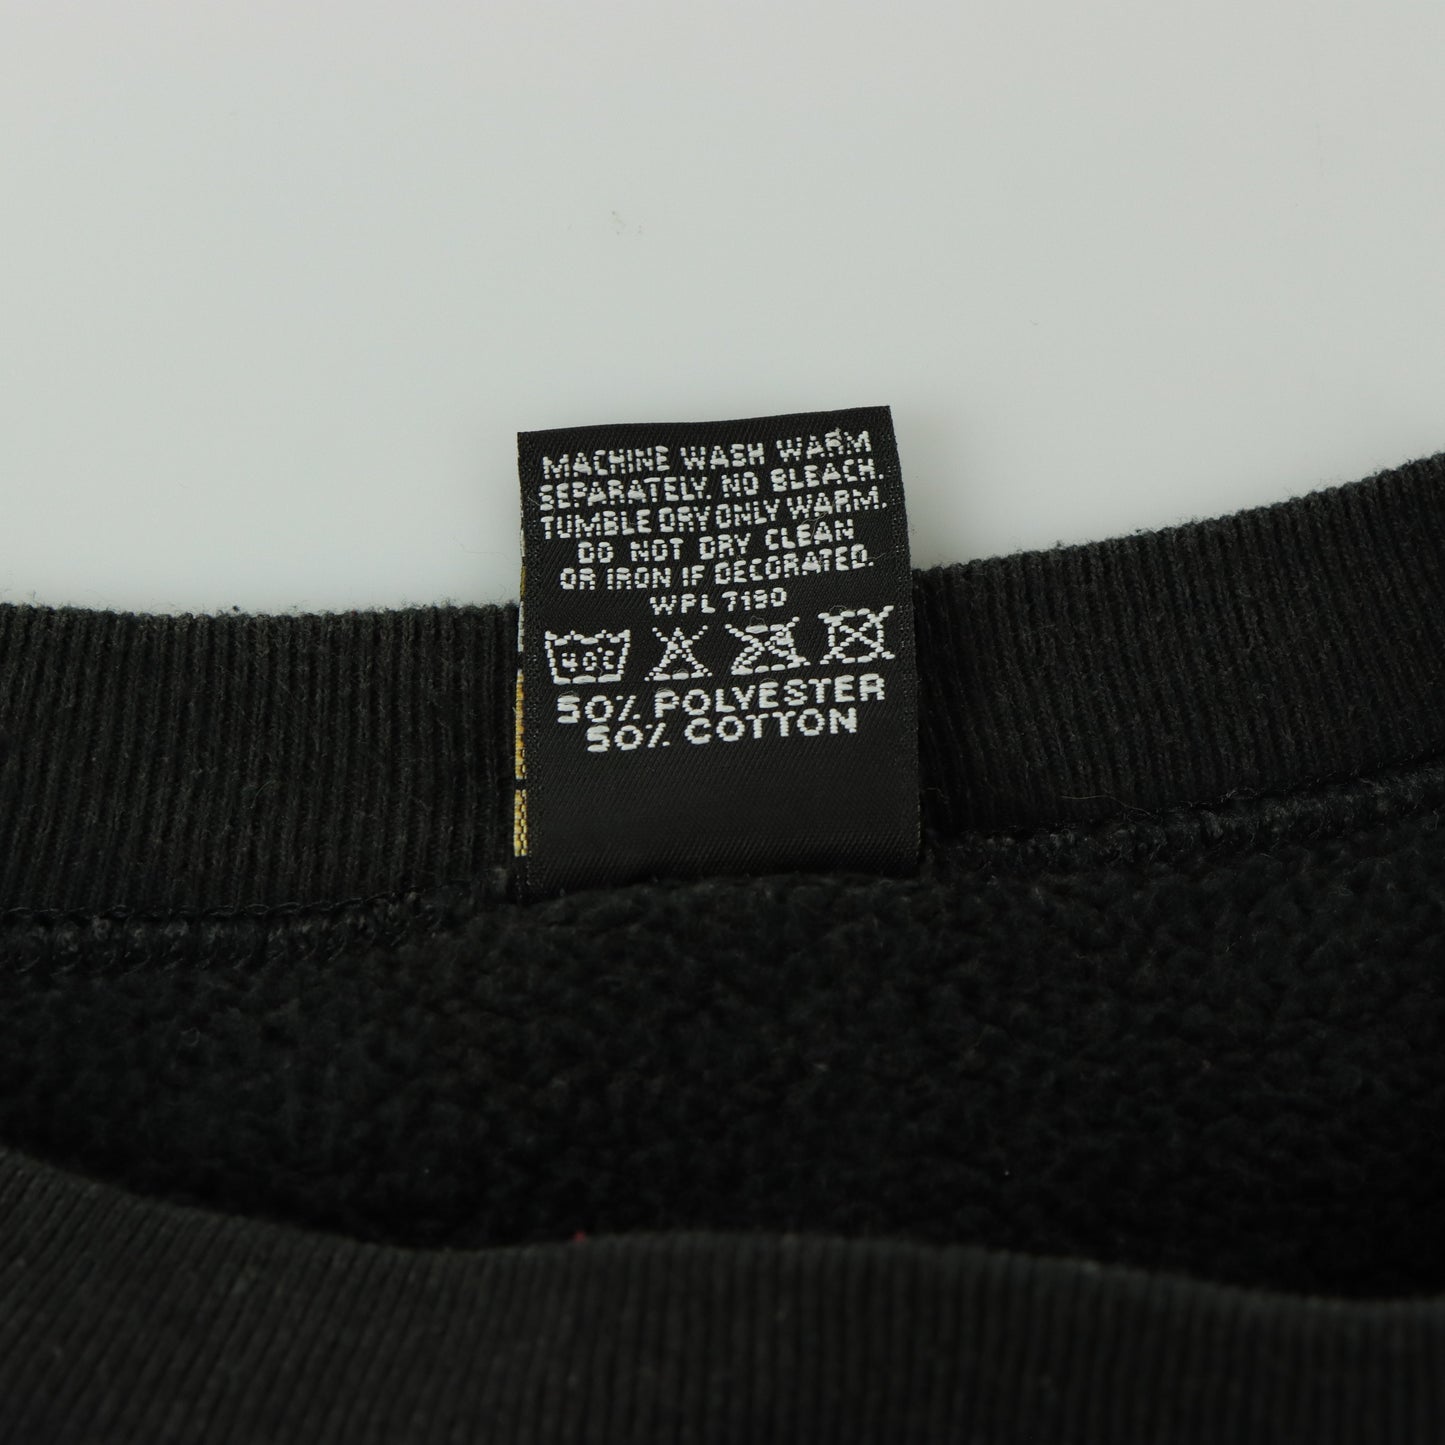 MACHINE WASH WARM
SEPARATELY. NO BLEACH.
TUMBLE DRY ONLY WARM.
DO NOT DRY CLEAN
OR IRON IF DECORATED.
WPL 7190
40C
50% POLYESTER
50% COTTON